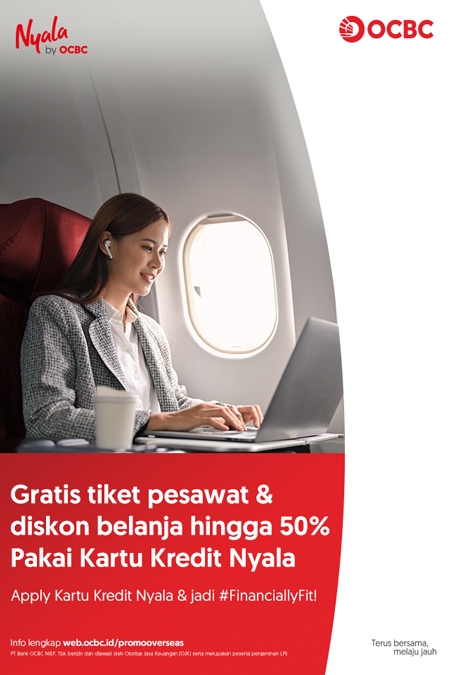 Nyala
by OCBC
OCBC
Gratis tiket pesawat &
diskon belanja hingga 50%
Pakai Kartu Kredit Nyala
Apply Kartu Kredit Nyala & jadi #FinanciallyFit!
Info lengkap web.ocbc.id/promooverseas
PT Bank OCBC NISP, Tbk berizin dan diawasi oleh Otoritas Jasa Keuangan (OJK) serta merupakan peserta penjaminan LPS
Terus bersama,
melaju jauh